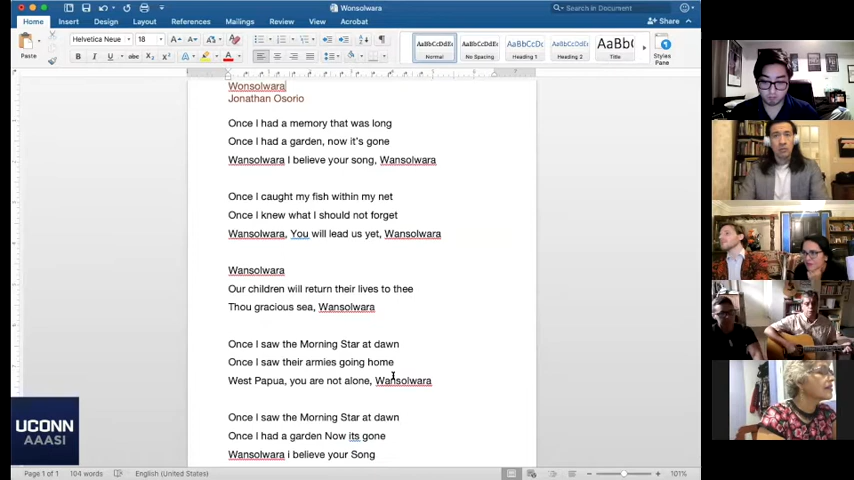 Wonsolwara
Search in Document
Home Insert Design Layout References Mailings Review View Acrobat
Share
Paste
Helvetica Neue
18
AaBbCcDdEe
AaBbCcDdEe
AaBbCcDc
AaBbCcDdEe
AaBbCcDdE
Normal
No Spacing
Heading 1
Heading 2
Title
Styles
Pane
Wonsolwara
Jonathan Osorio
Once I had a memory that was long
Once I had a garden, now it's gone
Wansolwara I believe your song, Wansolwara
Once I caught my fish within my net
Once I knew what I should not forget
Wansolwara, You will lead us yet, Wansolwara
Wansolwara
Our children will return their lives to thee
Thou gracious sea, Wansolwara
Once I saw the Morning Star at dawn
Once I saw their armies going home
West Papua, you are not alone, Wansolwara
Once I saw the Morning Star at dawn
Once I had a garden Now its gone
Wansolwara i believe your Song
UCONN
AAASI
Page 1 of 1
104 words
English (United States)
101%